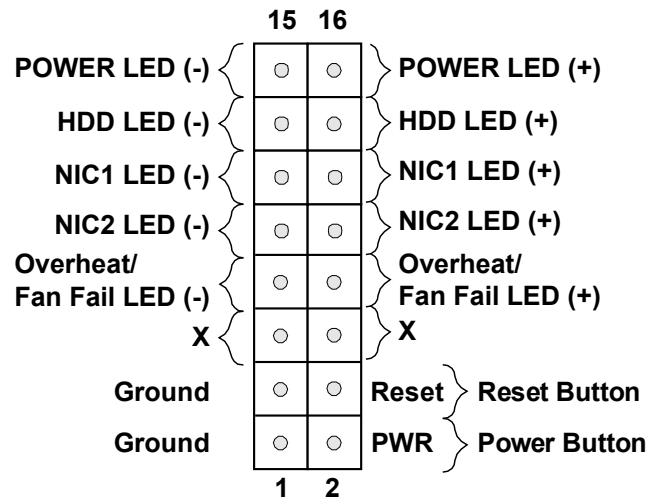 15 16
POWER LED (-) POWER LED (+)
HDD LED (-) HDD LED (+)
NIC1 LED (-) NIC1 LED (+)
NIC2 LED (-) NIC2 LED (+)
Overheat/ Overheat/
Fan Fail LED (-) Fan Fail LED (+)
X X
Ground Reset Reset Button
Ground PWR Power Button
1 2